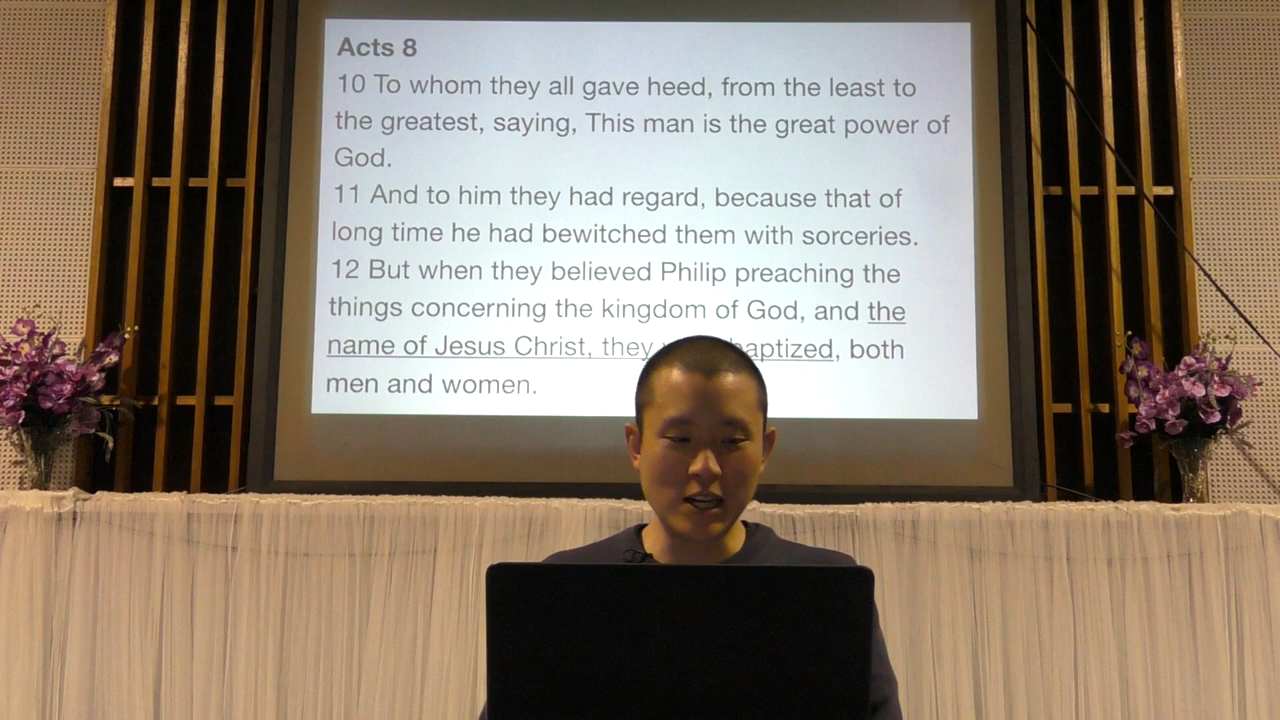 Acts 8
10 To whom they all gave heed, from the least to
the greatest, saying, This man is the great power of
God.
11 And to him they had regard, because that of
long time he had bewitched them with sorceries.
12 But when they believed Philip preaching the
things concerning the kingdom of God, and the
name of Jesus Christ, they baptized, both
men and women.